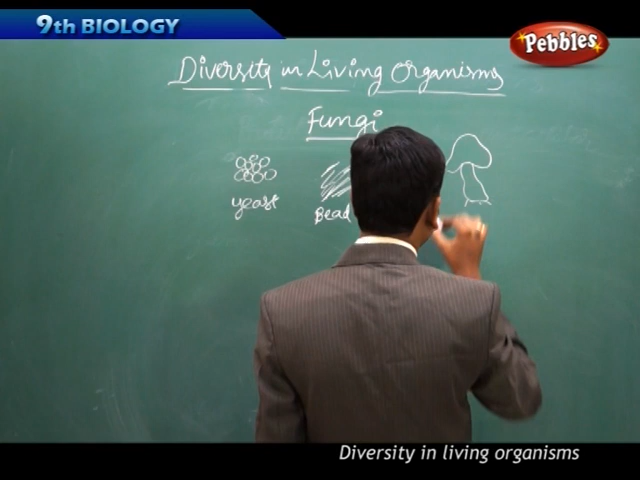 9th BIOLOGY
Pebbles
Diversity in Living Organisms
Fungi
yeast
Bead
Diversity in living organisms